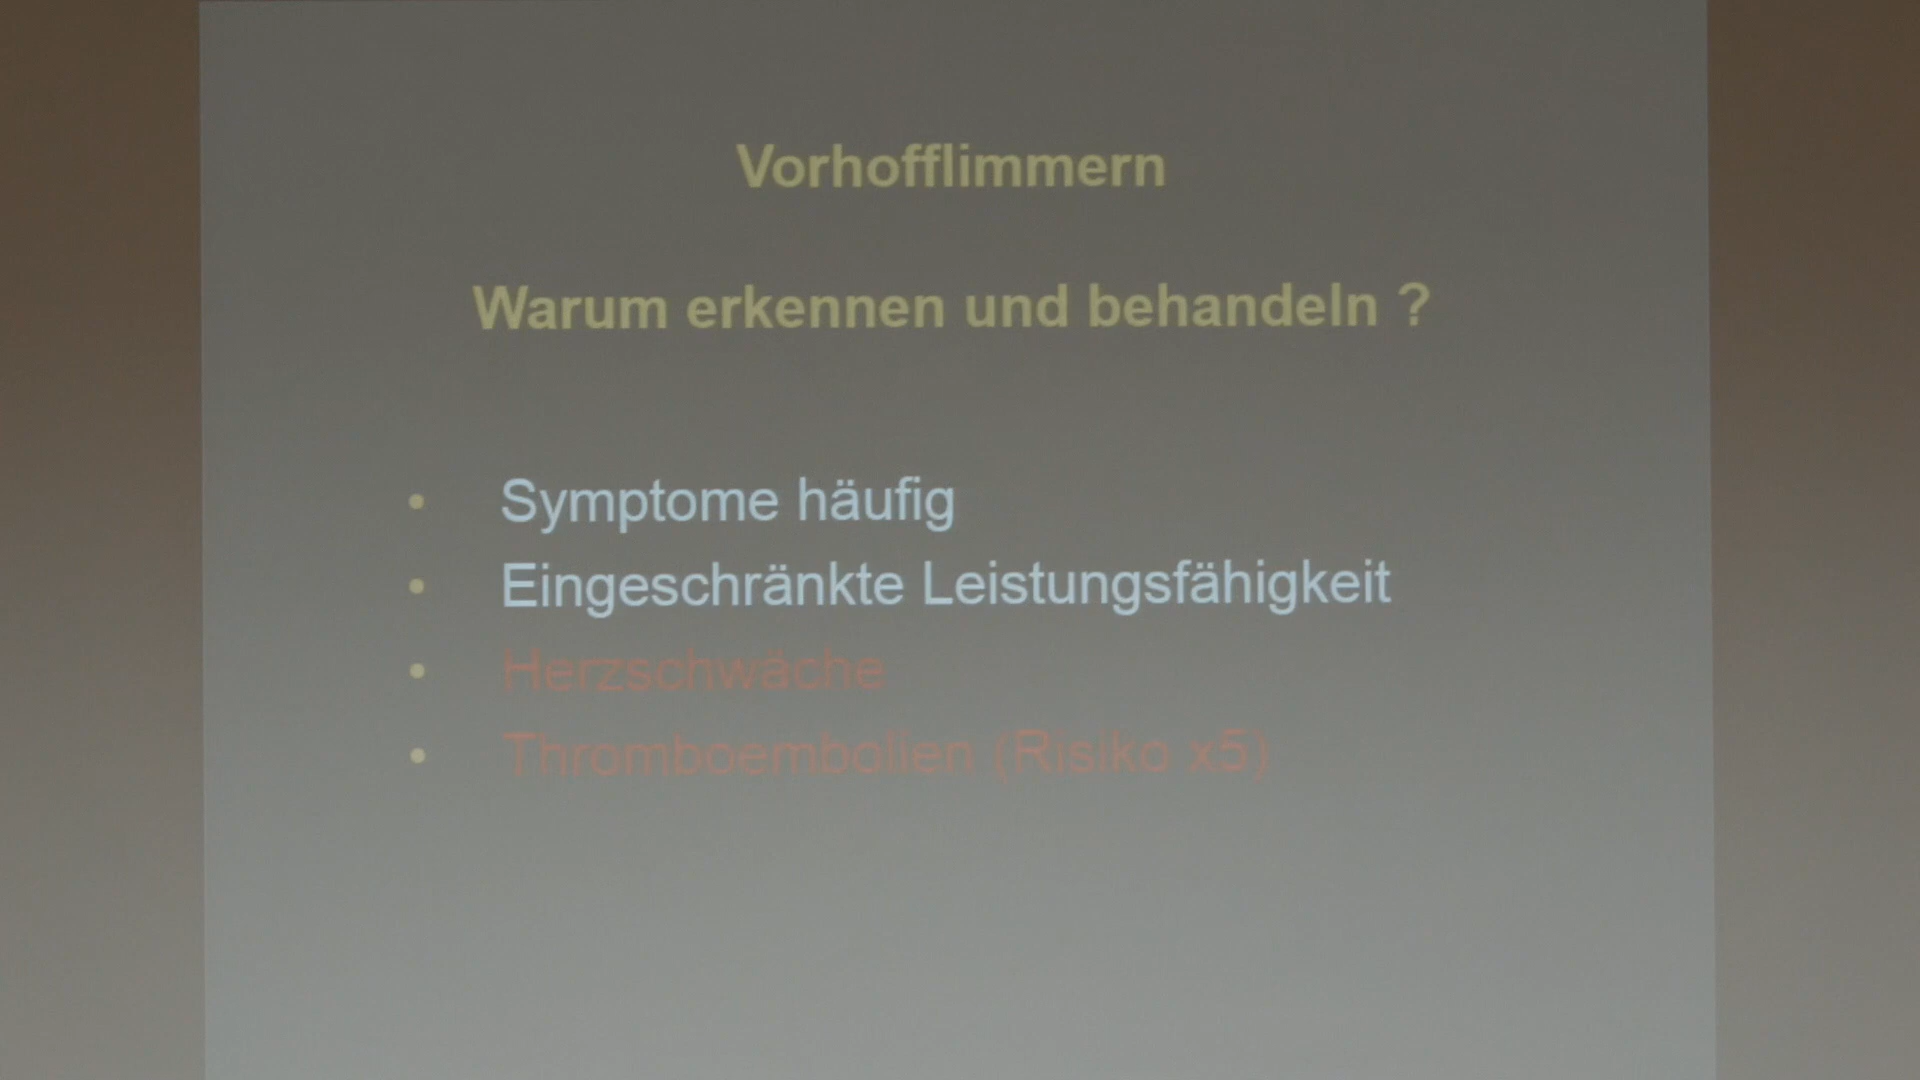 Vorhofflimmern
Warum erkennen und behandeln ?
• Symptome häufig
• Eingeschränkte Leistungsfähigkeit
• Herzschwäche
• Thromboembolien (Risiko x5)